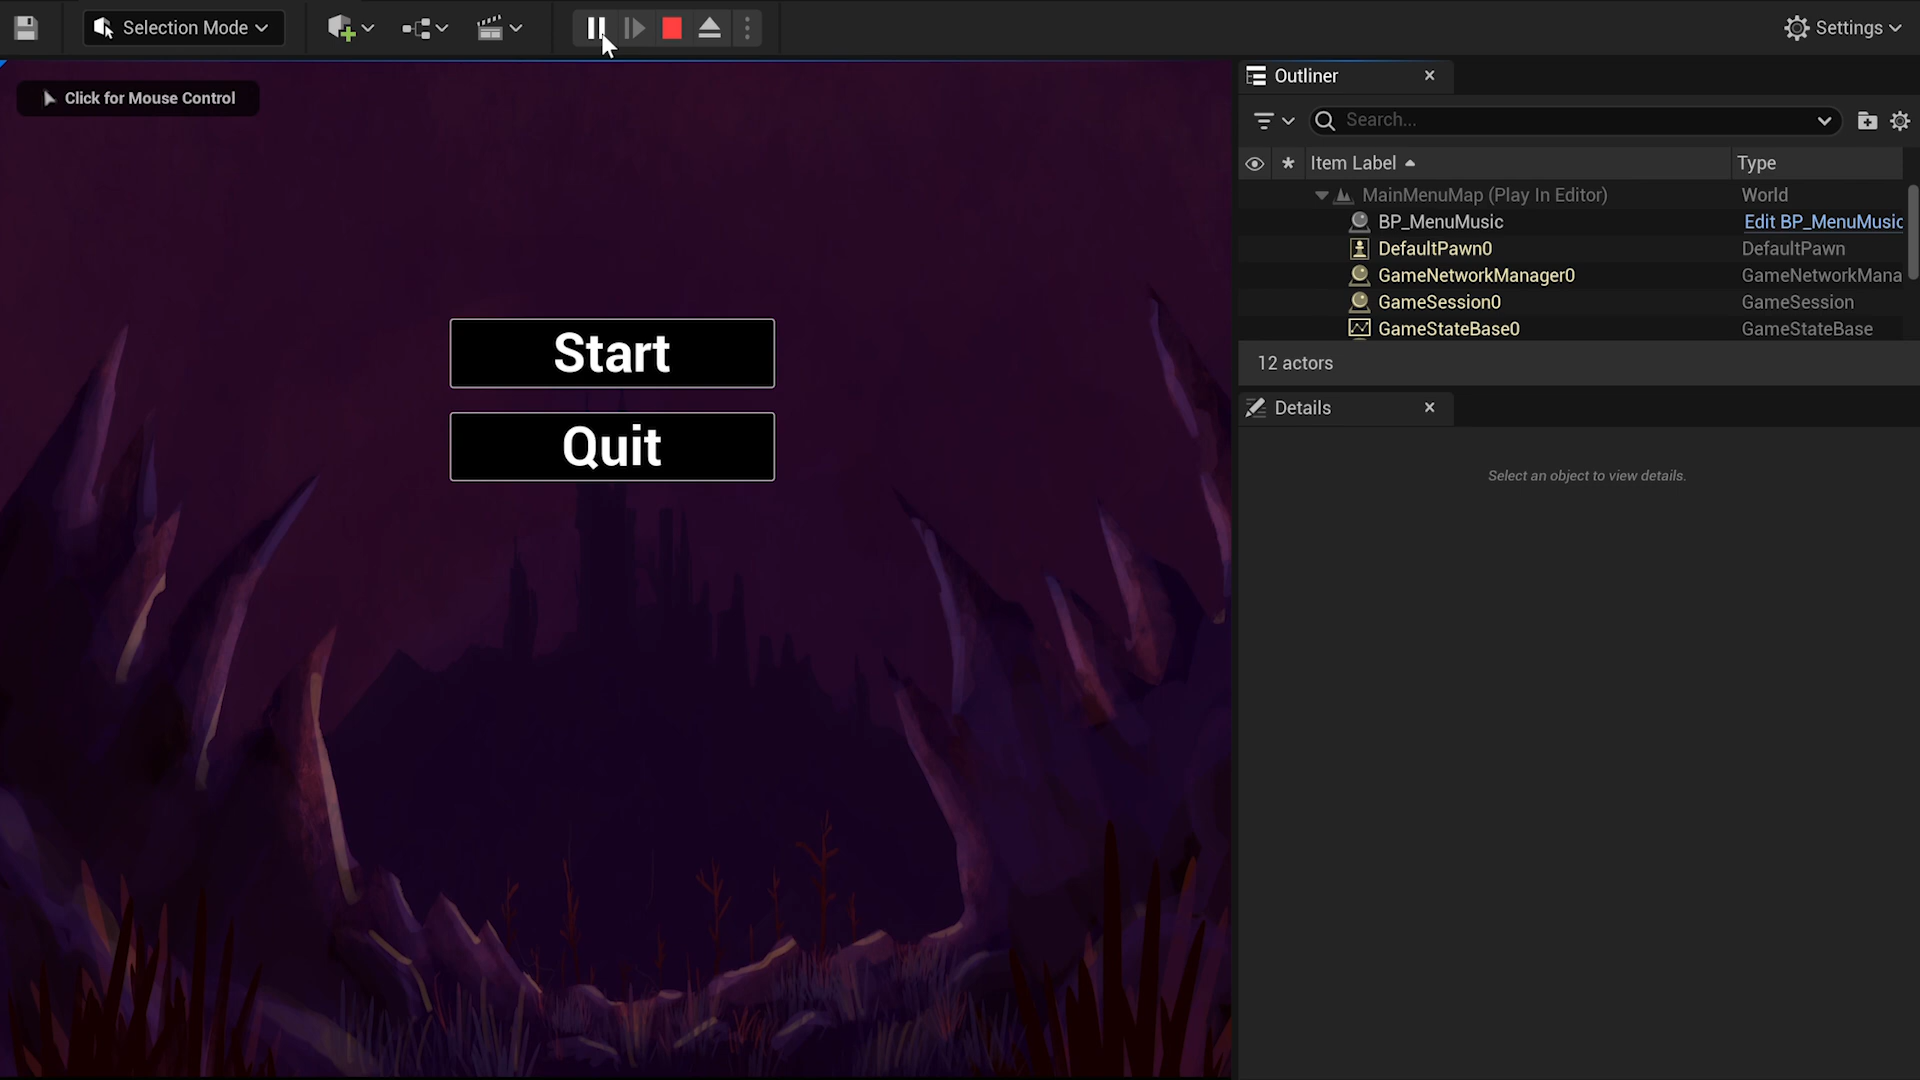 Selection Mode
Settings
Click for Mouse Control
Start
Quit
Outliner
Search...
Item Label
Type
MainMenuMap (Play In Editor)
World
BP_MenuMusic
Edit BP_MenuMusic
DefaultPawn0
DefaultPawn
GameNetworkManager0
GameNetworkMana
GameSession0
GameSession
GameStateBase0
GameStateBase
12 actors
Details
Select an object to view details.